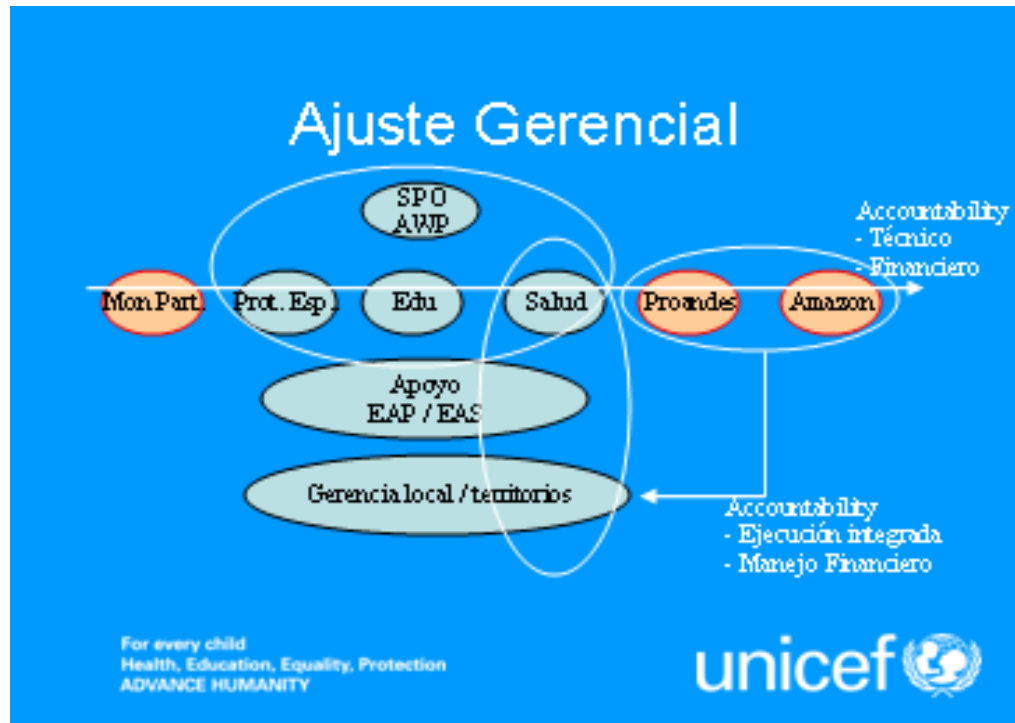 Ajuste Gerencial
SPO
AWP
Accountability
- Técnico
- Financiero
Mon Part.
Prot. Esp.
Edu
Salud
Proandes
Amazon
Apoyo
EAP / EAS
Gerencia local / territorios
Accountability
- Ejecución integrada
- Manejo Financiero
For every child
Health, Education, Equality, Protection
ADVANCE HUMANITY
unicef